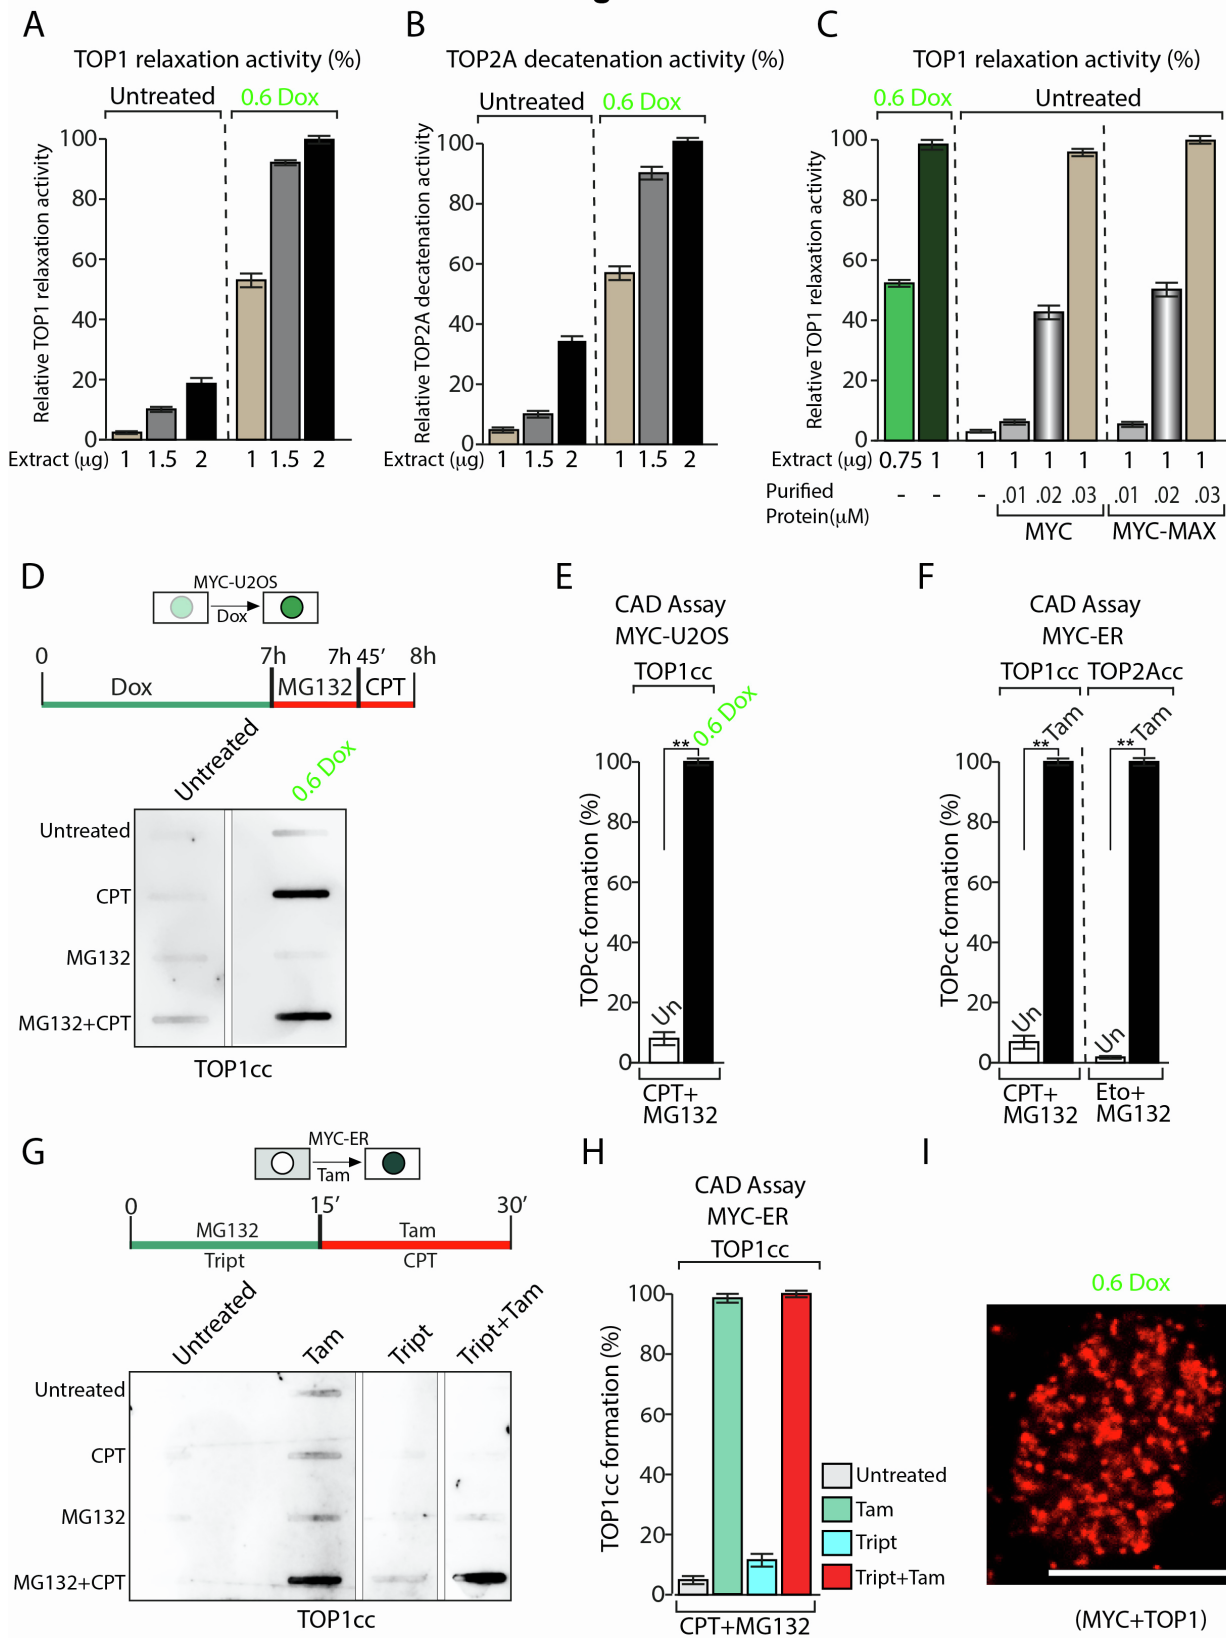 A
TOP1 relaxation activity (%)
Untreated
0.6 Dox
Relative TOP1 relaxation activity
100
80
60
40
20
0
Extract (µg) 1 1.5 2 1 1.5 2
B
TOP2A decatenation activity (%)
Untreated
0.6 Dox
Relative TOP2A decatenation activity
100
80
60
40
20
0
Extract (µg) 1 1.5 2 1 1.5 2
C
TOP1 relaxation activity (%)
0.6 Dox
Untreated
Relative TOP1 relaxation activity
100
80
60
40
20
0
Extract (µg) 0.75 1 1 1 1 1 1 1 1
Purified
Protein(µM)
- - - .01 .02 .03 .01 .02 .03
MYC
MYC-MAX
D
MYC-U2OS
Dox
0 7h 7h 45′ 8h
Dox MG132 CPT
Untreated
0.6 Dox
Untreated
CPT
MG132
MG132+CPT
TOP1cc
E
CAD Assay
MYC-U2OS
TOP1cc
0.6 Dox
**
Un
TOPcc formation (%)
100
80
60
40
20
0
CPT+
MG132
F
CAD Assay
MYC-ER
TOP1cc TOP2Acc
Tam Tam
** **
Un Un
TOPcc formation (%)
100
80
60
40
20
0
CPT+
MG132
Eto+
MG132
G
MYC-ER
Tam
0 15′ 30′
MG132 Tam
Tript CPT
Untreated
Tam
Tript
Tript+Tam
Untreated
CPT
MG132
MG132+CPT
TOP1cc
H
CAD Assay
MYC-ER
TOP1cc
TOP1cc formation (%)
100
80
60
40
20
0
Untreated
Tam
Tript
Tript+Tam
CPT+MG132
I
0.6 Dox
(MYC+TOP1)